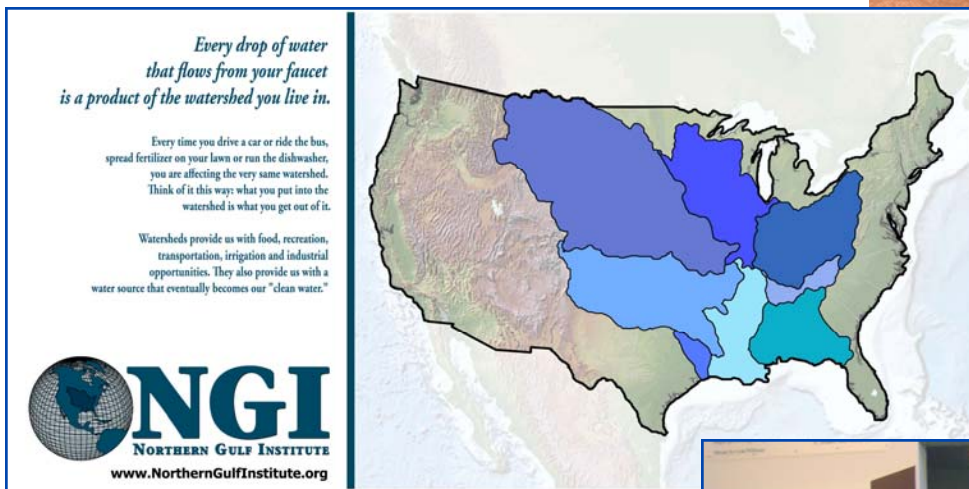 Every drop of water
that flows from your faucet
is a product of the watershed you live in.
Every time you drive a car or ride the bus,
spread fertilizer on your lawn or run the dishwasher,
you are affecting the very same watershed.
Think of it this way: what you put into the
watershed is what you get out of it.
Watersheds provide us with food, recreation,
transportation, irrigation and industrial
opportunities. They also provide us with a
water source that eventually becomes our "clean water."
NGI
NORTHERN GULF INSTITUTE
www.NorthernGulfInstitute.org